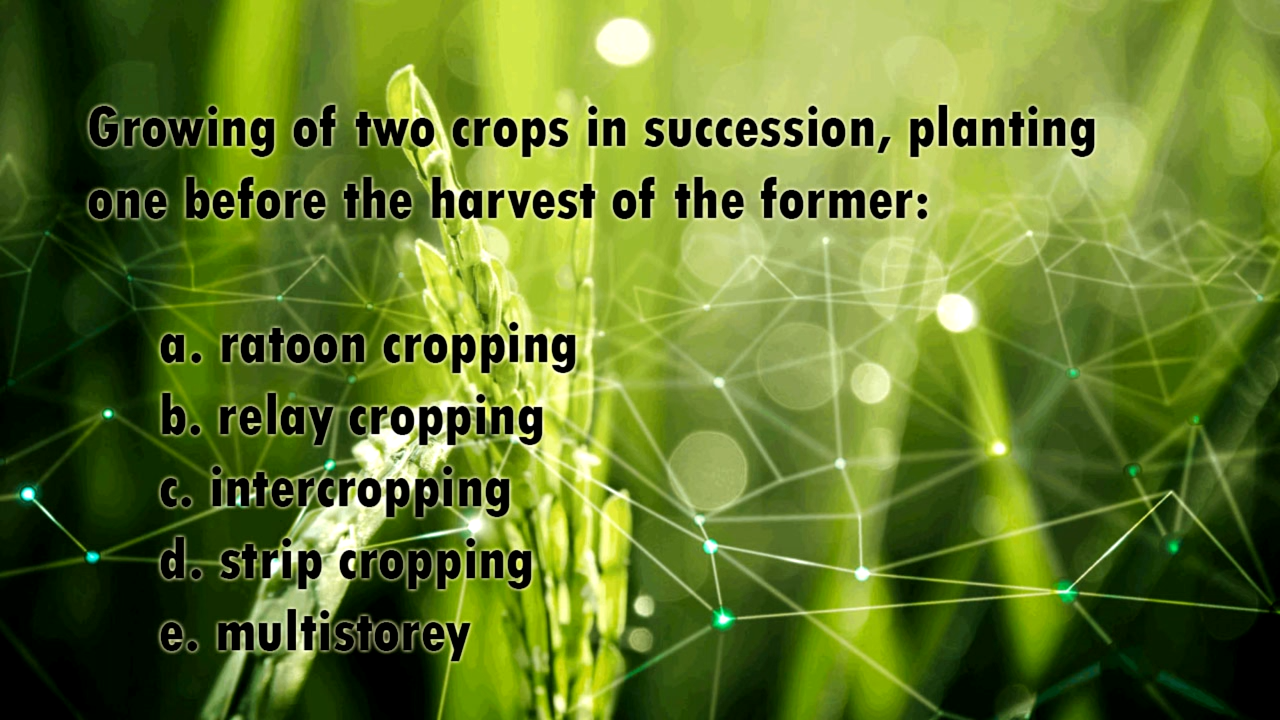 Growing of two crops in succession, planting
one before the harvest of the former:
a. ratoon cropping
b. relay cropping
c. intercropping
d. strip cropping
e. multistorey